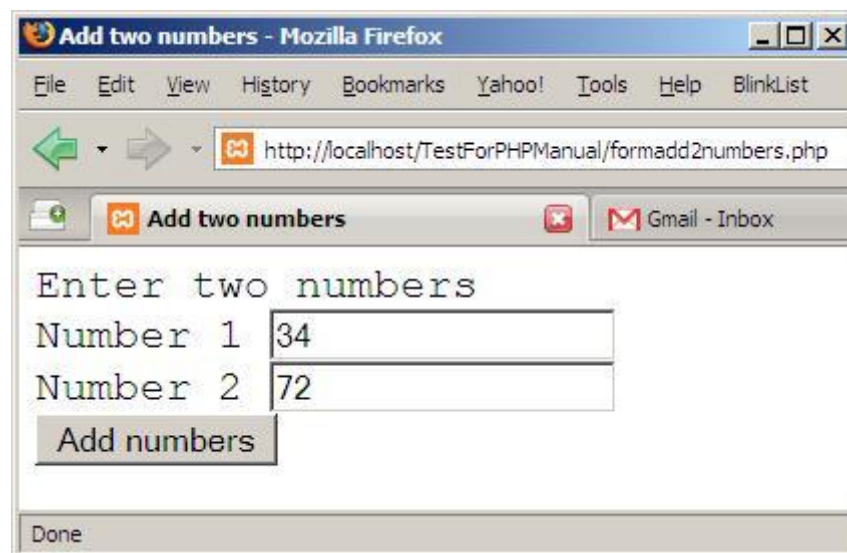 Add two numbers - Mozilla Firefox
File Edit View History Bookmarks Yahoo! Tools Help BlinkList
http://localhost/TestForPHPManual/formadd2numbers.php
Add two numbers Gmail - Inbox
Enter two numbers
Number 1 34
Number 2 72
Add numbers
Done